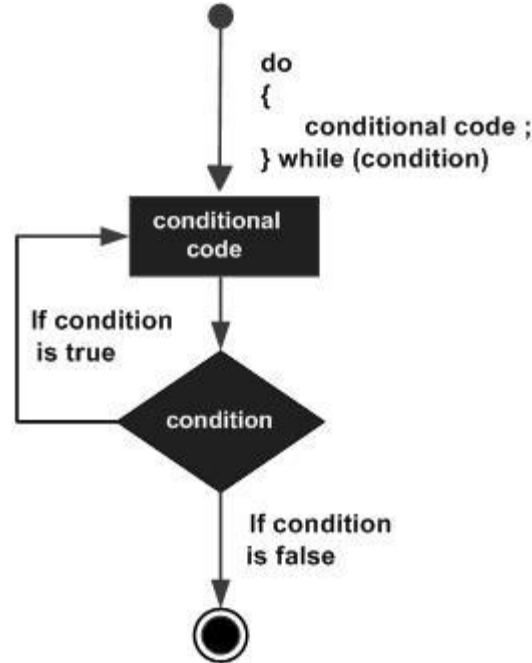 do
{
conditional code ;
} while (condition)
conditional
code
If condition
is true
condition
If condition
is false